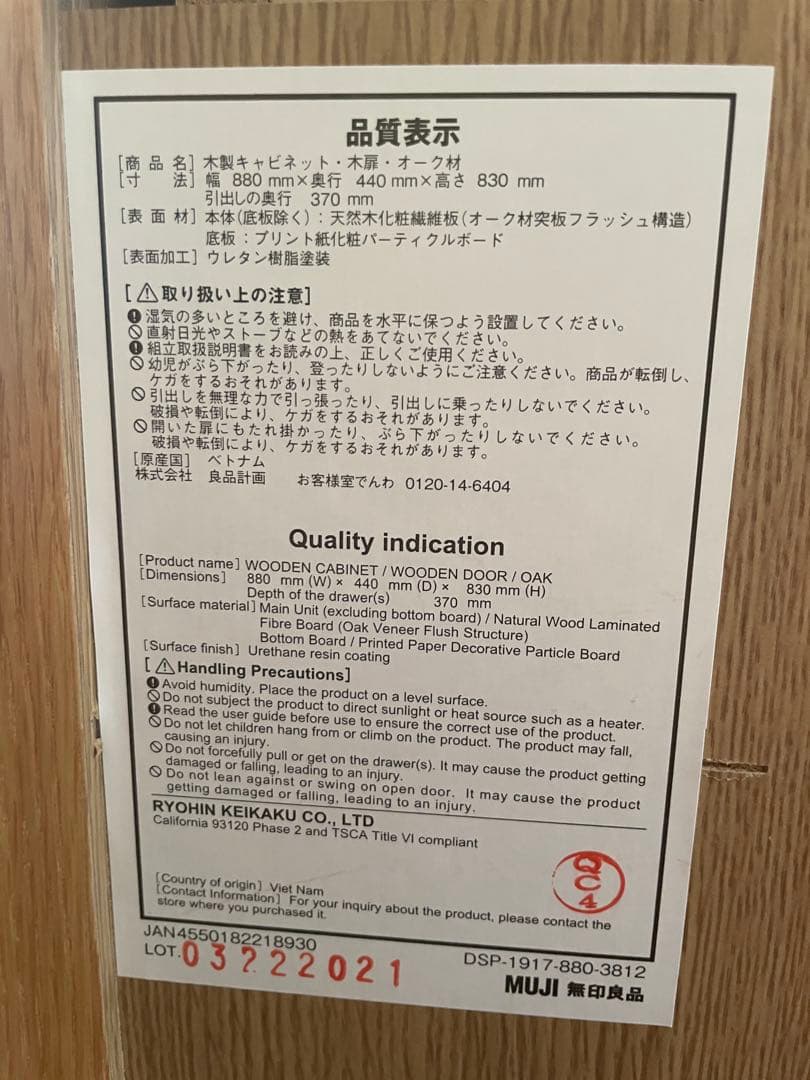 品質表示
[商品名] 木製キャビネット・木扉・オーク材
[寸法] 幅 880 mm×奥行 440 mm×高さ 830 mm
引出しの奥行 370 mm
[表面材] 本体(底板除く):天然木化粧繊維板(オーク材突板フラッシュ構造)
底板:プリント紙化粧パーティクルボード
[表面加工] ウレタン樹脂塗装
[⚠取り扱い上の注意]
湿気の多いところを避け、商品を水平に保つよう設置してください。
直射日光やストーブなどの熱をあてないでください。
組立取扱説明書をお読みの上、正しくご使用ください。
幼児がぶら下がったり、登ったりしないようにご注意ください。商品が転倒し、
ケガをするおそれがあります。
引出しを無理な力で引っ張ったり、引出しに乗ったりしないでください。
破損や転倒により、ケガをするおそれがあります。
開いた扉にもたれ掛かったり、ぶら下がったりしないでください。
破損や転倒により、ケガをするおそれがあります。
[原産国] ベトナム
株式会社 良品計画 お客様室でんわ 0120-14-6404
Quality indication
[Product name] WOODEN CABINET / WOODEN DOOR / OAK
[Dimensions] 880 mm (W) × 440 mm (D) × 830 mm (H)
Depth of the drawer(s) 370 mm
[Surface material] Main Unit (excluding bottom board) / Natural Wood Laminated
Fibre Board (Oak Veneer Flush Structure)
Bottom Board / Printed Paper Decorative Particle Board
[Surface finish] Urethane resin coating
[⚠Handling Precautions]
Avoid humidity. Place the product on a level surface.
Do not subject the product to direct sunlight or heat source such as a heater.
Read the user guide before use to ensure the correct use of the product.
Do not let children hang from or climb on the product. The product may fall,
causing an injury.
Do not forcefully pull or get on the drawer(s). It may cause the product getting
damaged or falling, leading to an injury.
Do not lean against or swing on open door. It may cause the product
getting damaged or falling, leading to an injury.
RYOHIN KEIKAKU CO., LTD
California 93120 Phase 2 and TSCA Title VI compliant
QC4
[Country of origin] Viet Nam
[Contact Information] For your inquiry about the product, please contact the
store where you purchased it.
JAN4550182218930
DSP-1917-880-3812
LOT.
MUJI 無印良品